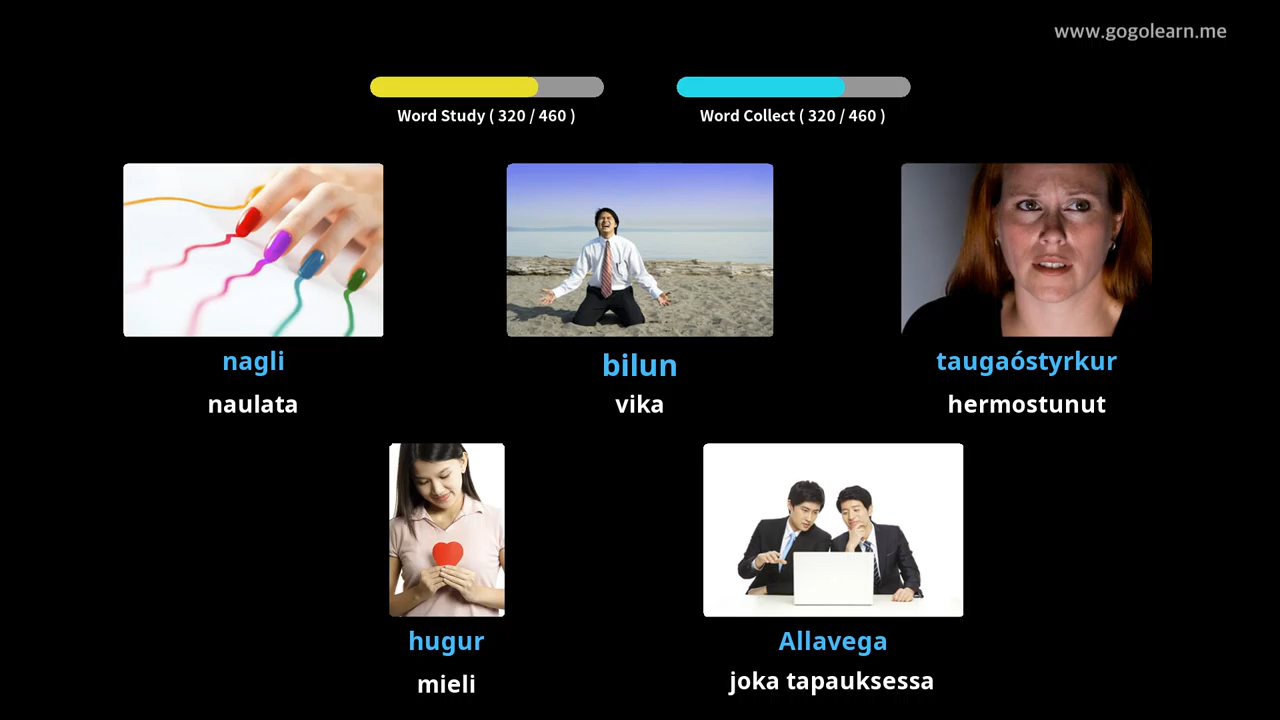 www.gogolearn.me
Word Study ( 320 / 460 )
Word Collect ( 320 / 460 )
nagli
bilun
taugaóstyrkur
naulata
vika
hermostunut
hugur
Allavega
mieli
joka tapauksessa